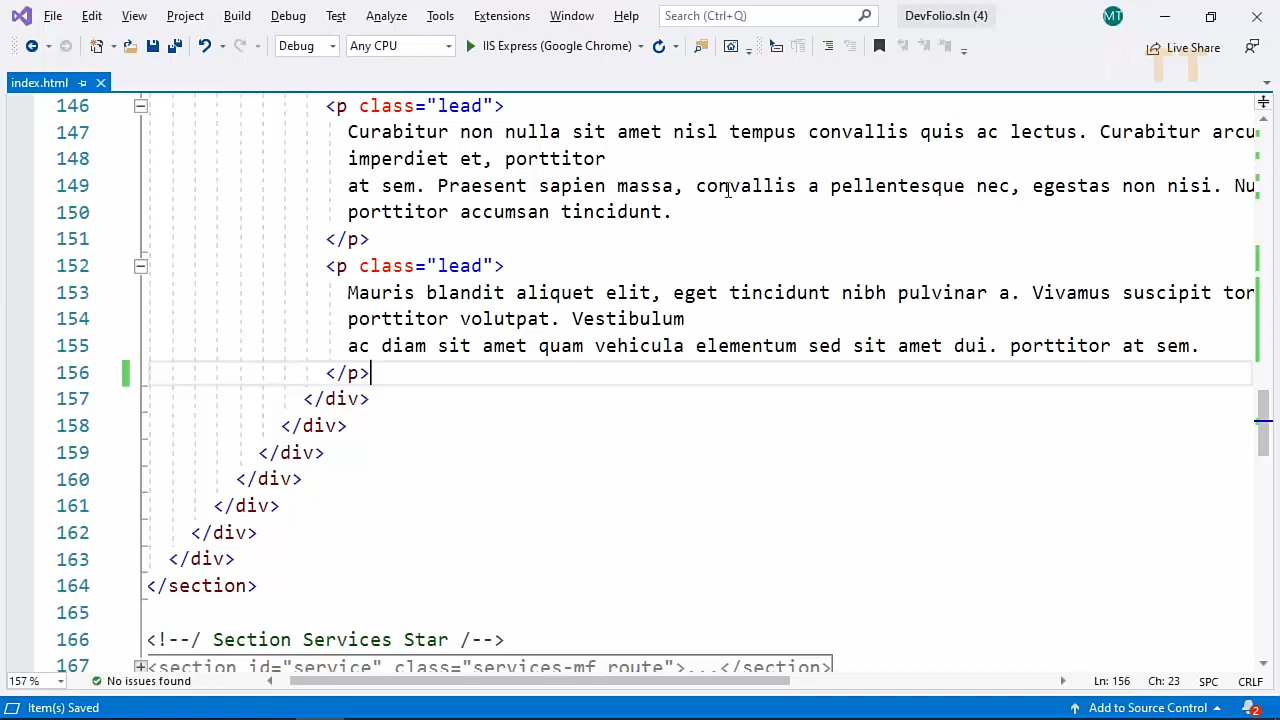 File Edit View Project Build Debug Test Analyze Tools Extensions Window Help Search (Ctrl+Q) DevFolio.sln (4) MT
Debug Any CPU IIS Express (Google Chrome) Live Share
index.html
TT
146 <p class="lead">
147 Curabitur non nulla sit amet nisl tempus convallis quis ac lectus. Curabitur arcu
148 imperdiet et, porttitor
149 at sem. Praesent sapien massa, convallis a pellentesque nec, egestas non nisi. Nu
150 porttitor accumsan tincidunt.
151 </p>
152 <p class="lead">
153 Mauris blandit aliquet elit, eget tincidunt nibh pulvinar a. Vivamus suscipit tor
154 porttitor volutpat. Vestibulum
155 ac diam sit amet quam vehicula elementum sed sit amet dui. porttitor at sem.
156 </p>
157 </div>
158 </div>
159 </div>
160 </div>
161 </div>
162 </div>
163 </div>
164 </section>
165
166 <!--/ Section Services Star /-->
167 <section id="service" class="services-mf route">...</section>
157 % No issues found Ln: 156 Ch: 23 SPC CRLF
Item(s) Saved Add to Source Control 2